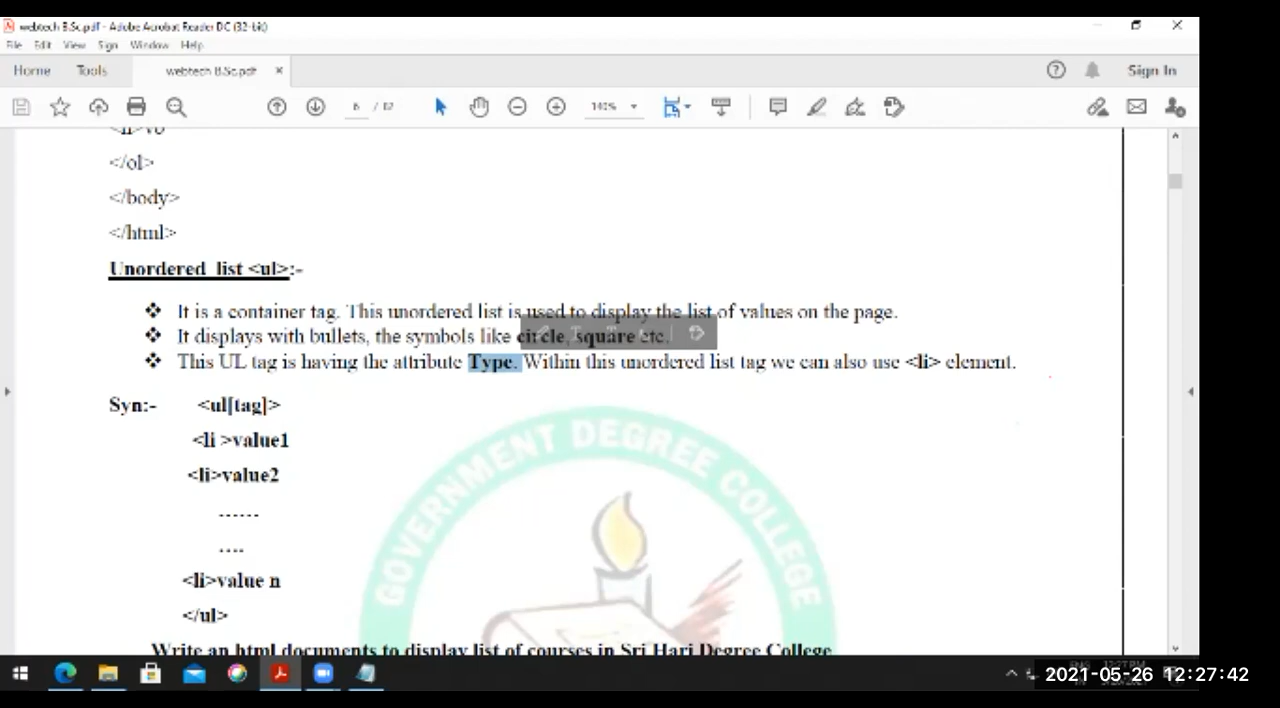 webtech B.Sc.pdf - Adobe Acrobat Reader DC (32-bit)
File Edit View Sign Window Help
Home Tools webtech B.Sc.pdf × Sign In
6 / 140%
</ol>
</body>
</html>
Unordered list <ul>:-
❖ It is a container tag. This unordered list is used to display the list of values on the page.
❖ It displays with bullets, the symbols like circle, square etc.
❖ This UL tag is having the attribute Type. Within this unordered list tag we can also use <li> element.
Syn:- <ul[tag]>
<li >value1
<li>value2
------
----
<li>value n
</ul>
GOVERNMENT DEGREE COLLEGE
Write an html documents to display list of courses in Sri Hari Degree College
2021-05-26 12:27:42